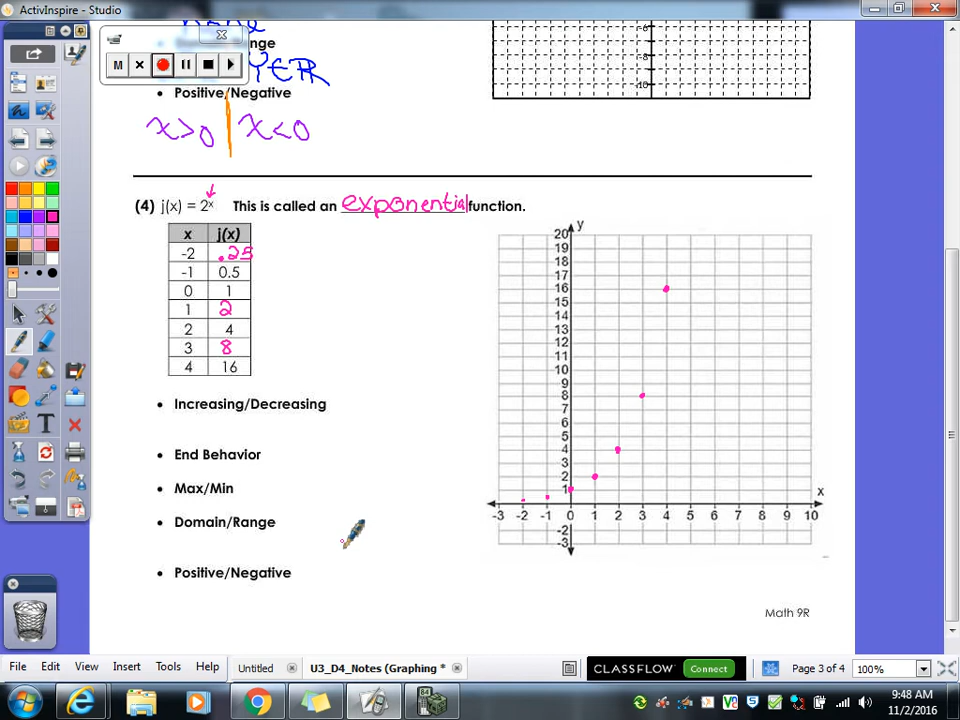 ActivInspire - Studio
M
Range
Y ∈ ℝ
• Positive/Negative
x>0 | x<0
-6
-8
-10
(4) j(x) = 2^x This is called an exponential function.
x j(x)
-2 .25
-1 0.5
0 1
1 2
2 4
3 8
4 16
• Increasing/Decreasing
• End Behavior
• Max/Min
• Domain/Range
• Positive/Negative
y
20
19
18
17
16
15
14
13
12
11
10
9
8
7
6
5
4
3
2
1
x
-3 -2 -1 0 1 2 3 4 5 6 7 8 9 10
-2
-3
Math 9R
File Edit View Insert Tools Help Untitled U3_D4_Notes (Graphing * CLASSFLOW Connect Page 3 of 4 100%
9:48 AM
11/2/2016